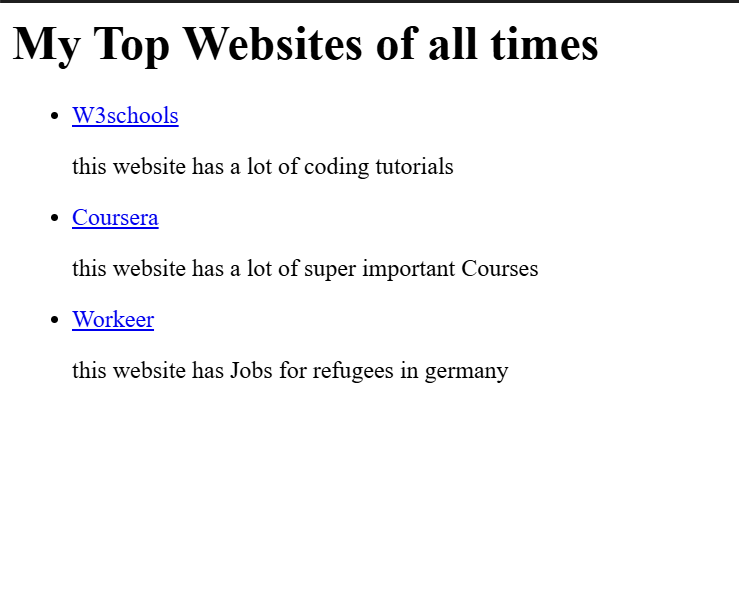 My Top Websites of all times
W3schools
this website has a lot of coding tutorials
Coursera
this website has a lot of super important Courses
Workeer
this website has Jobs for refugees in germany